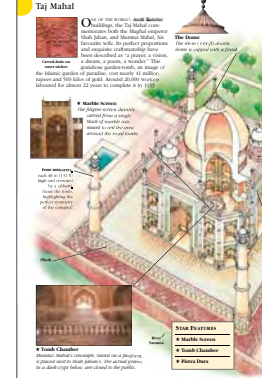 Taj Mahal
ONE OF THE WORLD'S most famous
buildings, the Taj Mahal com-
memorates both the Mughal emperor
Shah Jahan, and Mumtaz Mahal, his
favourite wife. Its perfect proportions
and exquisite craftsmanship have
been described as "a prayer, a vision,
a dream, a poem, a wonder." This
grandiose garden-tomb, an image of
the Islamic garden of paradise, cost nearly 41 million
rupees and 500 kilos of gold. Around 20,000 workers
laboured for almost 22 years to complete it in 1653.
Carved dado on
outer niches
The Dome
The 44-m (144-ft) double
dome is capped with a finial.
★ Marble Screen
The filigree screen daintily
carved from a single
block of marble was
meant to veil the area
around the royal tombs.
Four minarets,
each 40 m (131 ft)
high and crowned
by a chhatri,
frame the tomb,
highlighting the
perfect symmetry
of the complex.
Plinth
★ Tomb Chamber
Mumtaz Mahal's cenotaph, raised on a platform,
is placed next to Shah Jahan's. The actual graves,
in a dark crypt below, are closed to the public.
River
Yamuna
STAR FEATURES
★ Marble Screen
★ Tomb Chamber
★ Pietra Dura